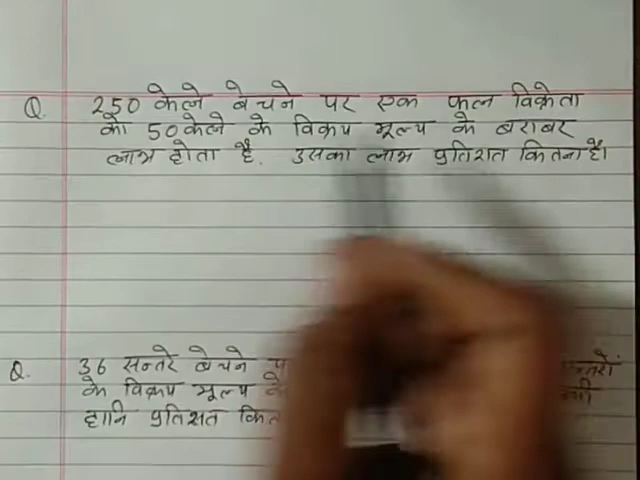 Q. 250 केले बेचने पर एक फल विक्रेता
को 50 केले के विक्रय मूल्य के बराबर
लाभ होता है. उसका लाभ प्रतिशत कितना है।
Q. 36 सन्तरे बेचने
के विक्रय मूल्य के
हानि प्रतिशत